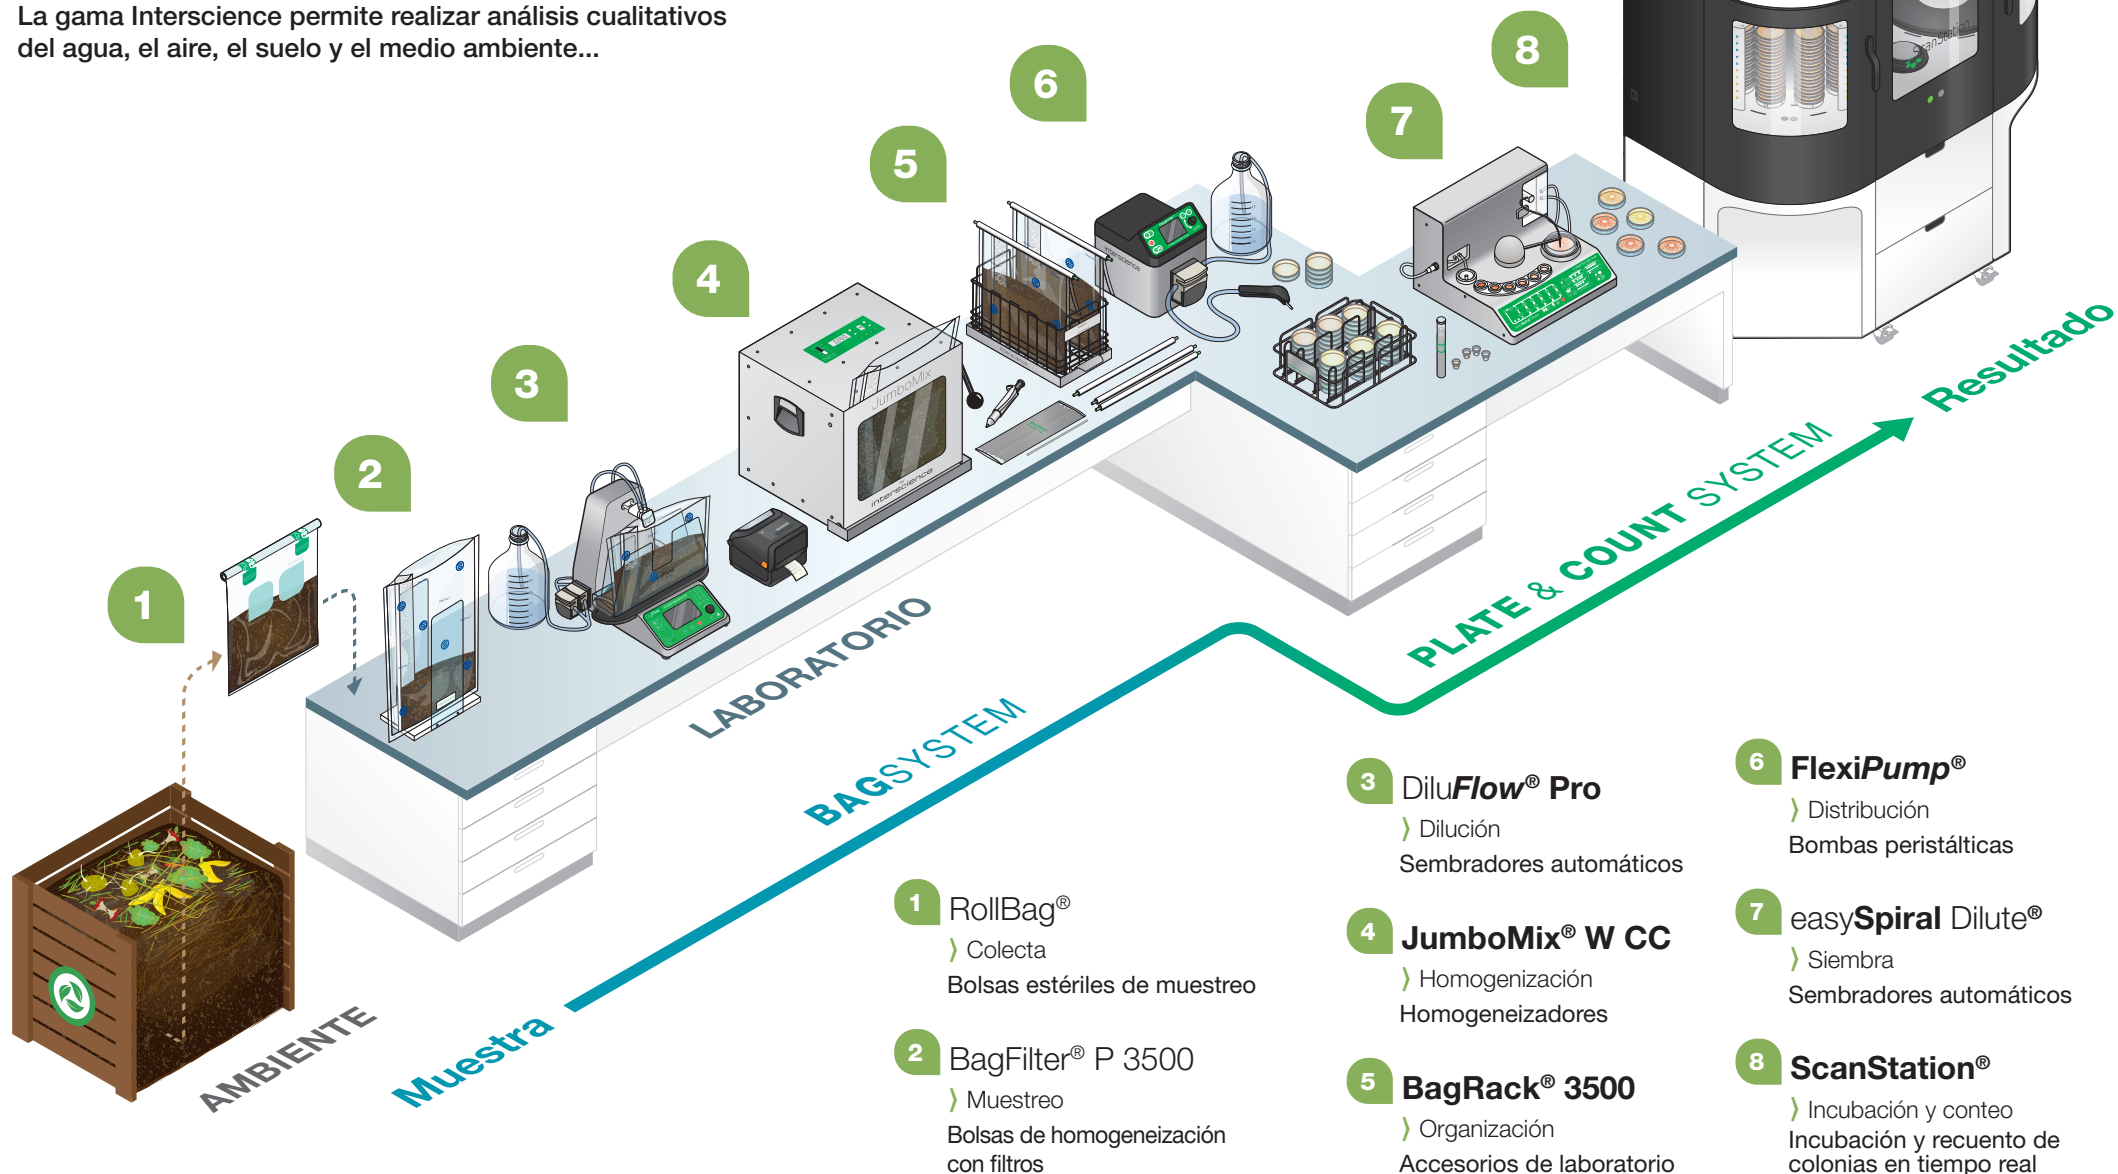 La gama Interscience permite realizar análisis cualitativos
del agua, el aire, el suelo y el medio ambiente...
8
ScanStation
6
7
5
interscience
4
JumboMix
interscience
3
2
1
Resultado
PLATE & COUNT SYSTEM
LABORATORIO
BAGSYSTEM
AMBIENTE
Muestra
1 RollBag®
⟩ Colecta
Bolsas estériles de muestreo
2 BagFilter® P 3500
⟩ Muestreo
Bolsas de homogeneización
con filtros
3 DiluFlow® Pro
⟩ Dilución
Sembradores automáticos
4 JumboMix® W CC
⟩ Homogenización
Homogeneizadores
5 BagRack® 3500
⟩ Organización
Accesorios de laboratorio
6 FlexiPump®
⟩ Distribución
Bombas peristálticas
7 easySpiral Dilute®
⟩ Siembra
Sembradores automáticos
8 ScanStation®
⟩ Incubación y conteo
Incubación y recuento de
colonias en tiempo real